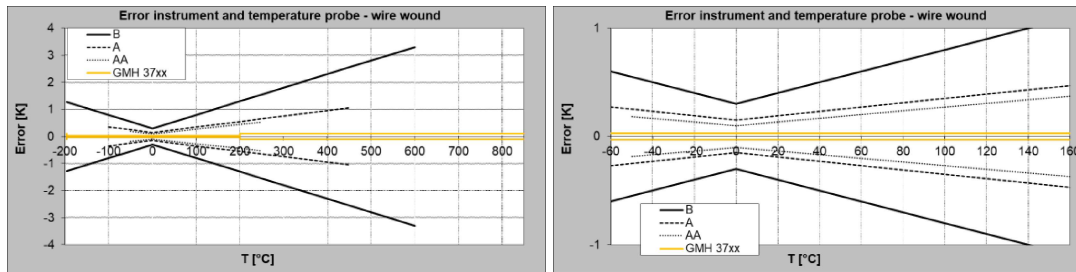 Error instrument and temperature probe - wire wound
4
3
2
1
0
-1
-2
-3
-4
Error [K]
B
A
AA
GMH 37xx
-200 -100 0 100 200 300 400 500 600 700 800
T [°C]
Error instrument and temperature probe - wire wound
1
0
-1
Error [K]
-60 -40 -20 0 20 40 60 80 100 120 140 160
B
A
AA
GMH 37xx
T [°C]